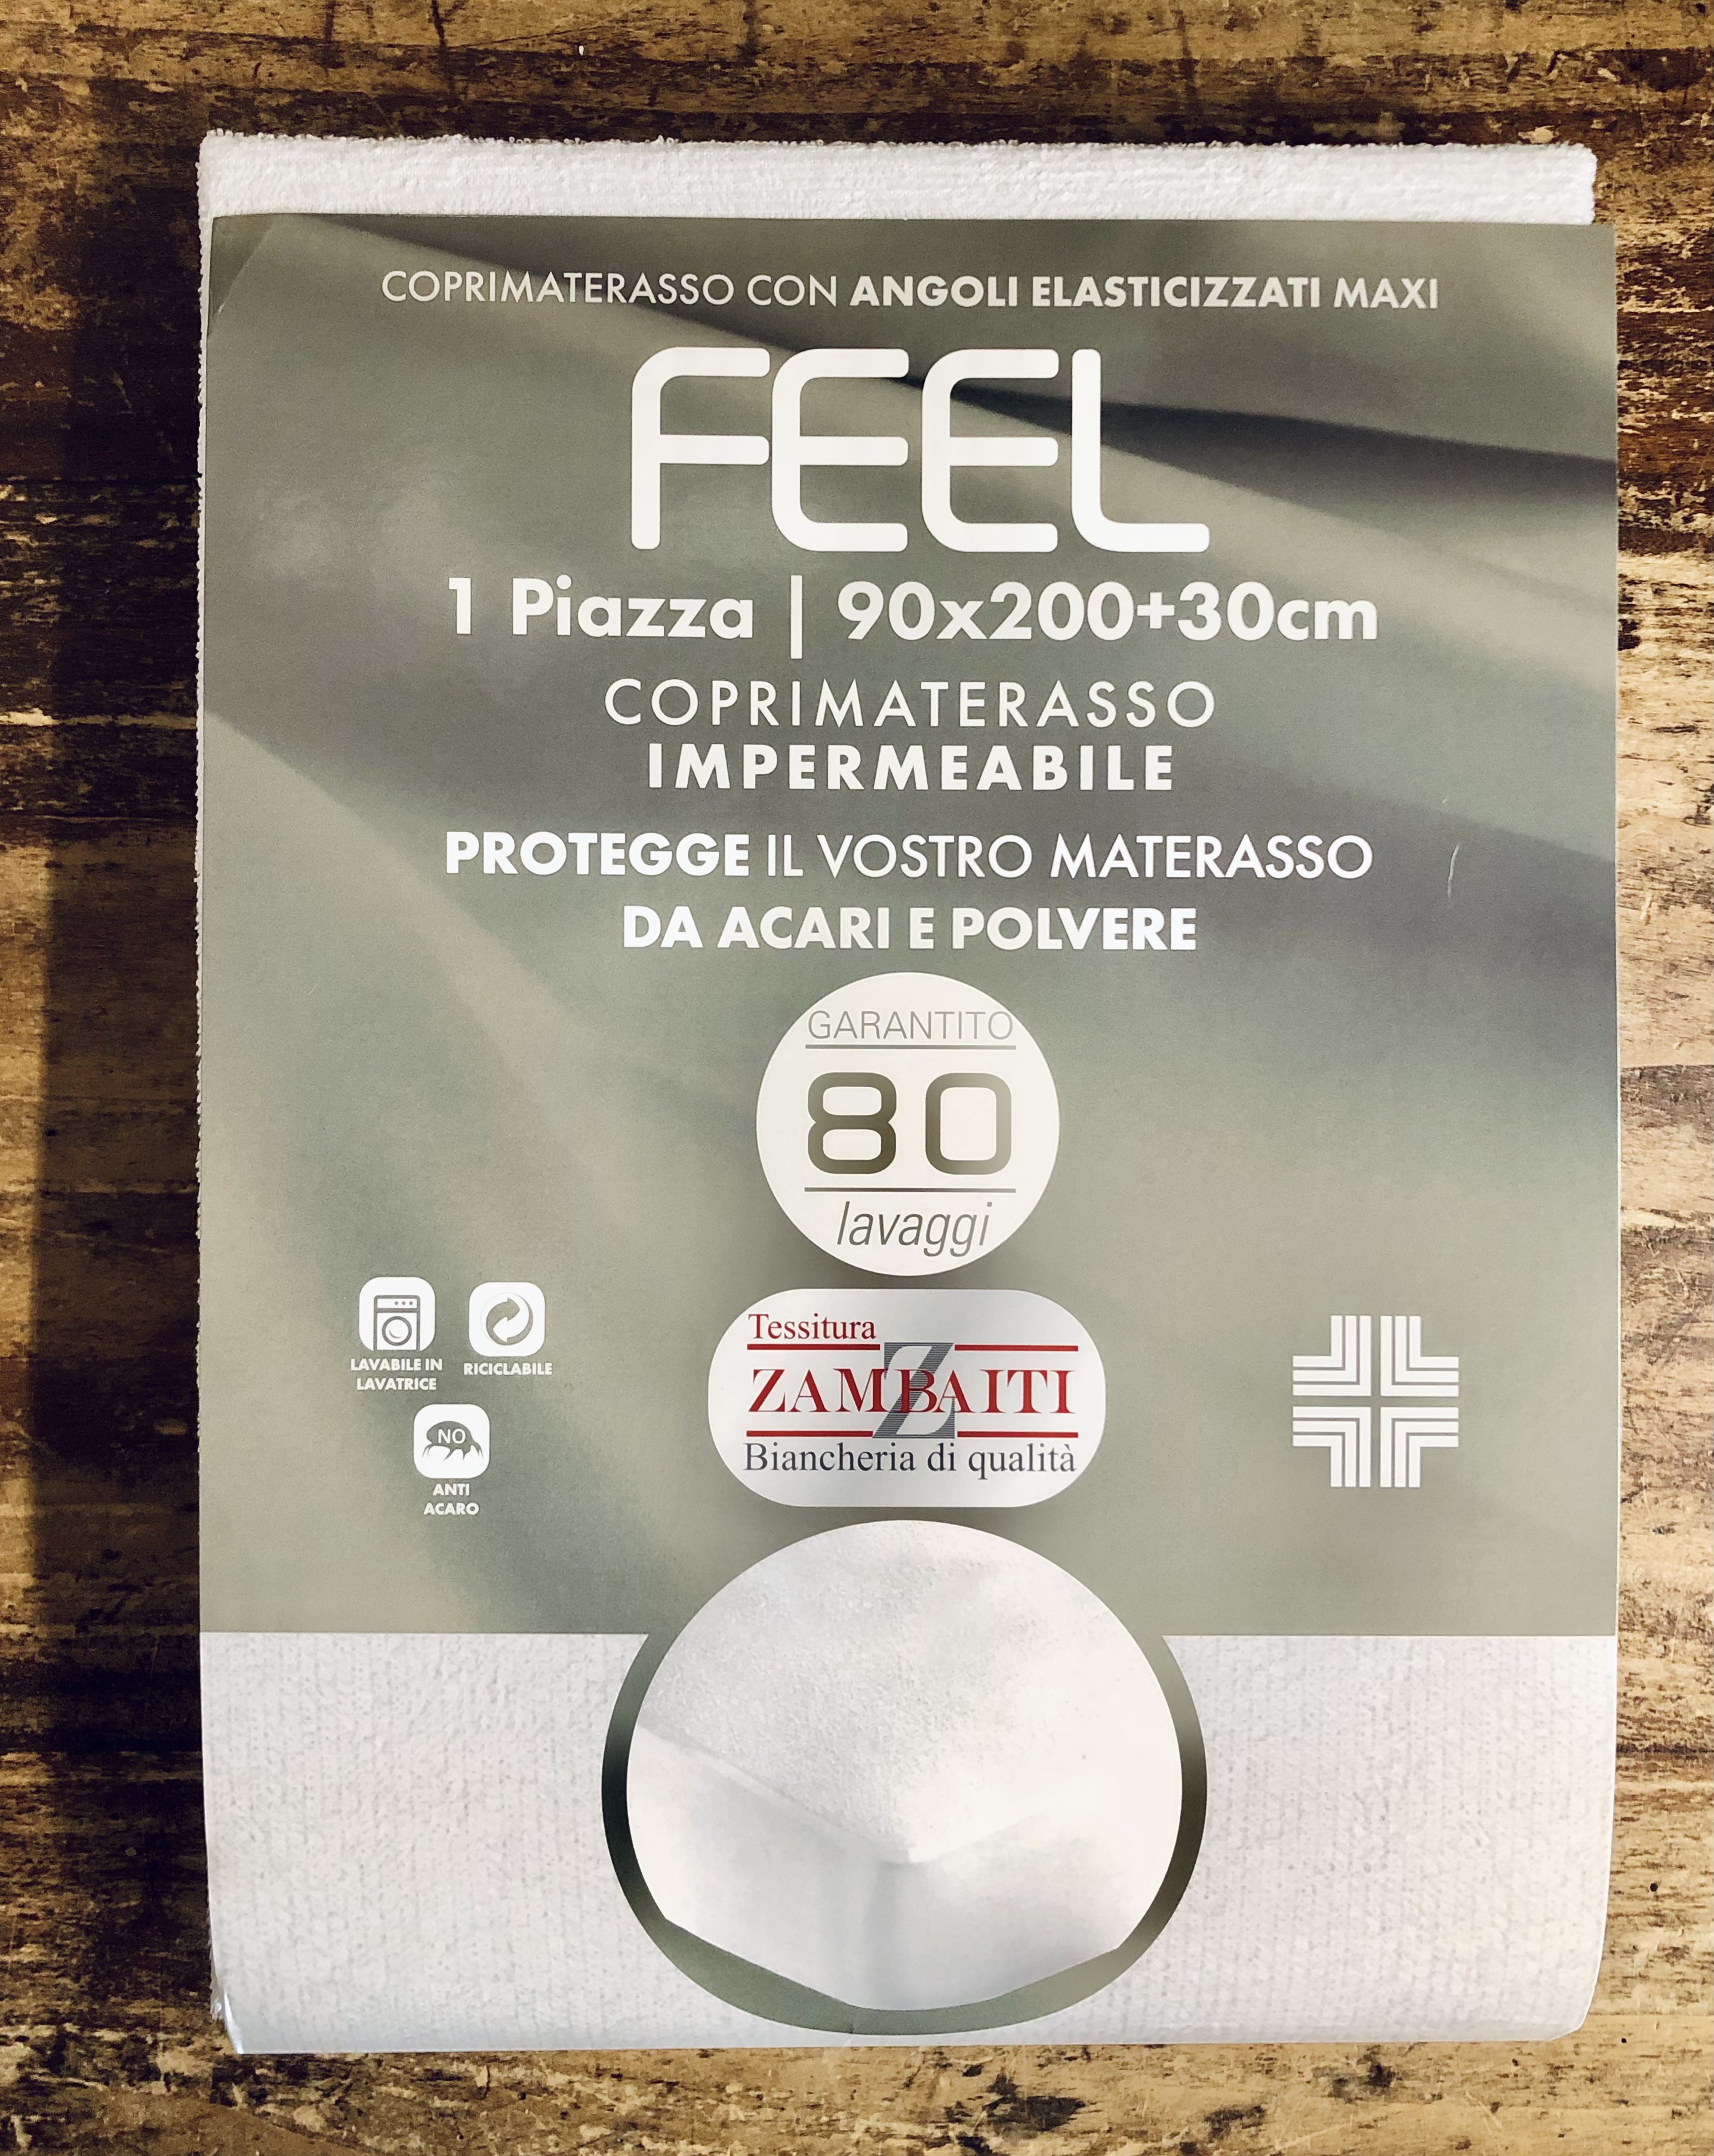 COPRIMATERASSO CON ANGOLI ELASTICIZZATI MAXI
FEEL
1 Piazza | 90x200+30cm
COPRIMATERASSO
IMPERMEABILE
PROTEGGE IL VOSTRO MATERASSO
DA ACARI E POLVERE
GARANTITO
80
lavaggi
LAVABILE IN
LAVATRICE
RICICLABILE
NO
ANTI
ACARO
Tessitura
Z
ZAMBAITI
Biancheria di qualità